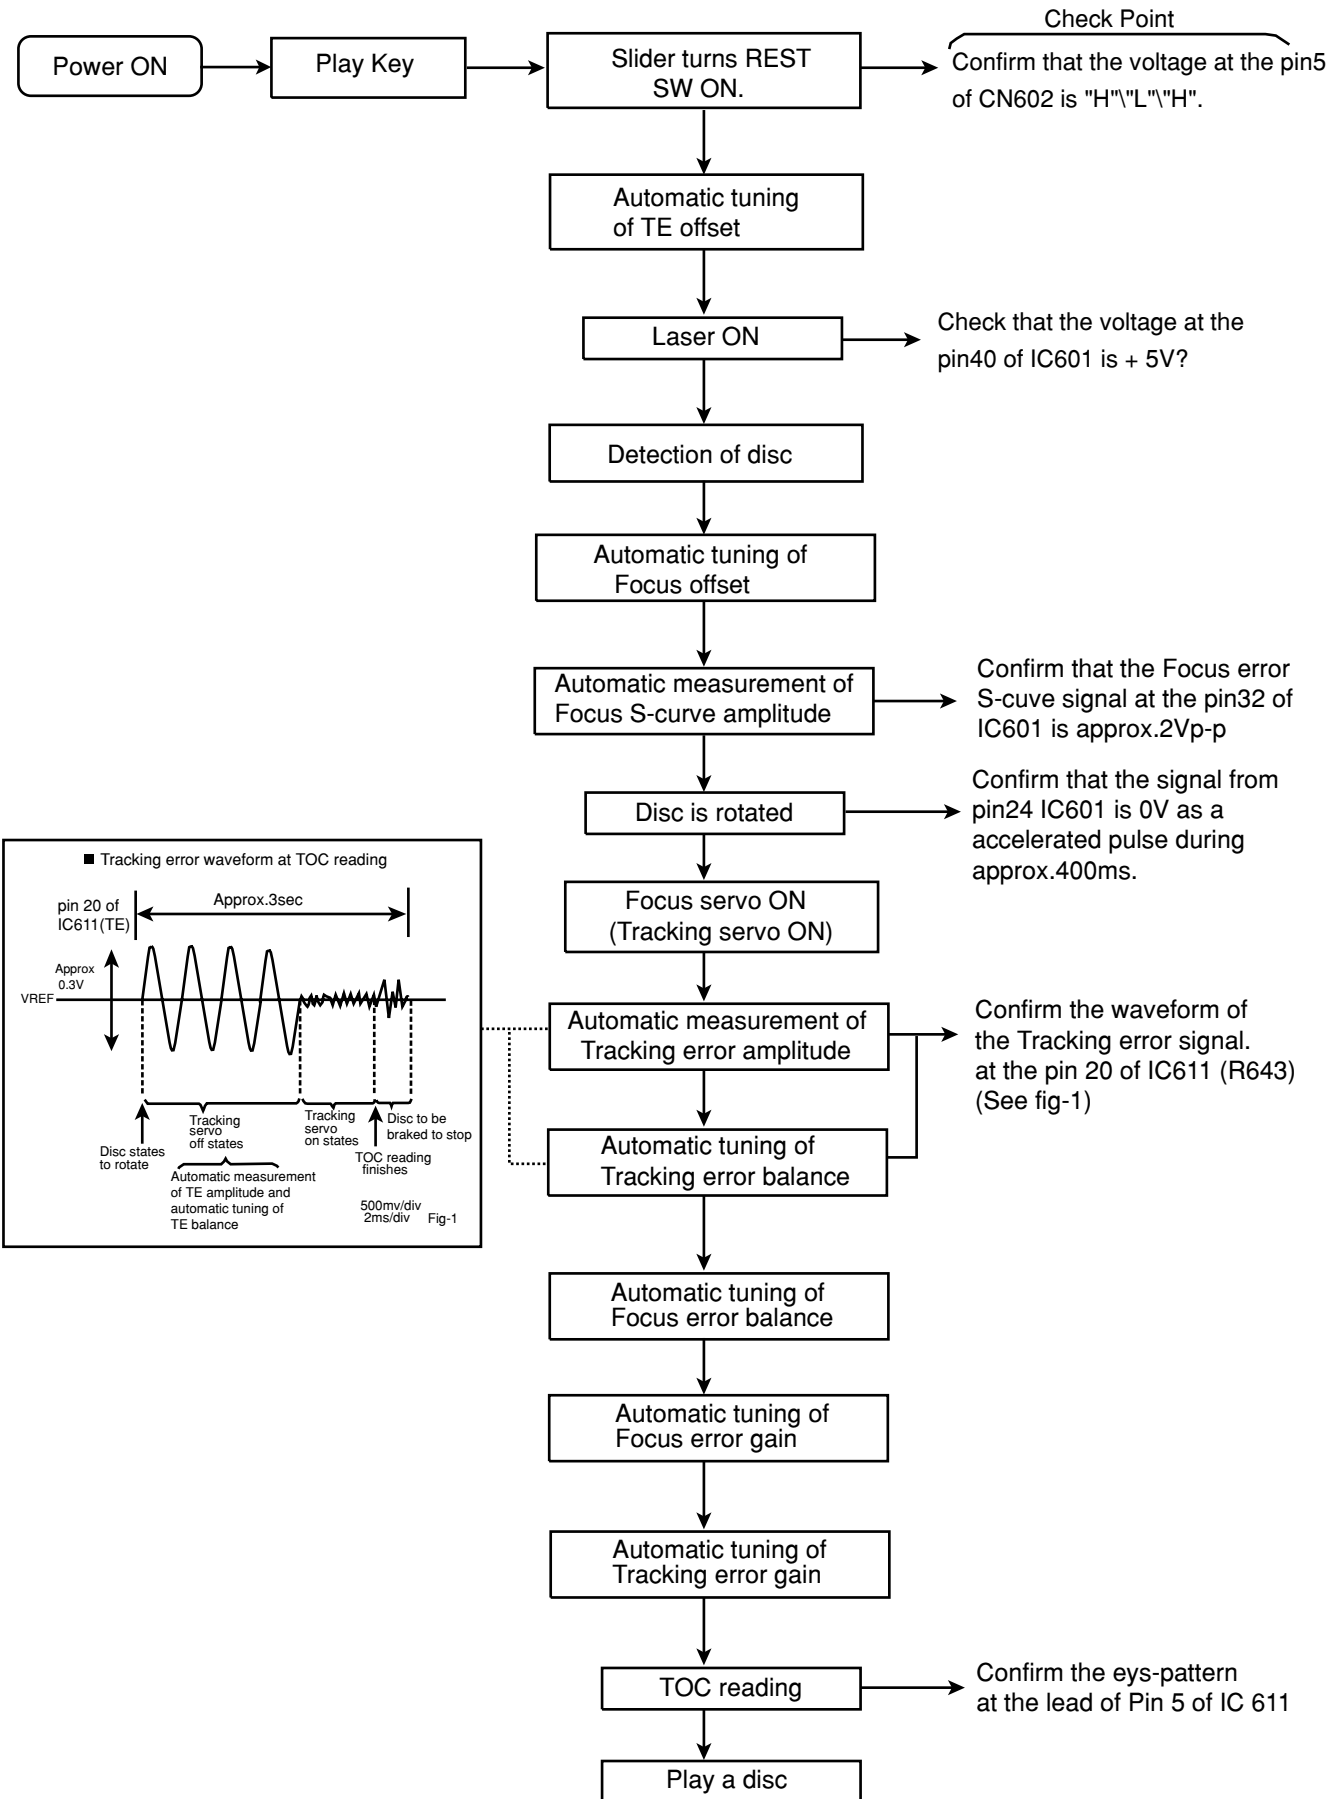 Check Point
Power ON
Play Key
Slider turns REST
SW ON.
Confirm that the voltage at the pin5
of CN602 is "H"\"L"\"H".
Automatic tuning
of TE offset
Laser ON
Check that the voltage at the
pin40 of IC601 is + 5V?
Detection of disc
Automatic tuning of
Focus offset
Automatic measurement of
Focus S-curve amplitude
Confirm that the Focus error
S-cuve signal at the pin32 of
IC601 is approx.2Vp-p
Disc is rotated
Confirm that the signal from
pin24 IC601 is 0V as a
accelerated pulse during
approx.400ms.
Focus servo ON
(Tracking servo ON)
■ Tracking error waveform at TOC reading
pin 20 of
IC611(TE)
Approx.3sec
Approx
0.3V
VREF
Disc states
to rotate
Tracking
servo
off states
Tracking
servo
on states
Disc to be
braked to stop
TOC reading
finishes
Automatic measurement
of TE amplitude and
automatic tuning of
TE balance
500mv/div
2ms/div
Fig-1
Automatic measurement of
Tracking error amplitude
Confirm the waveform of
the Tracking error signal.
at the pin 20 of IC611 (R643)
(See fig-1)
Automatic tuning of
Tracking error balance
Automatic tuning of
Focus error balance
Automatic tuning of
Focus error gain
Automatic tuning of
Tracking error gain
TOC reading
Confirm the eys-pattern
at the lead of Pin 5 of IC 611
Play a disc